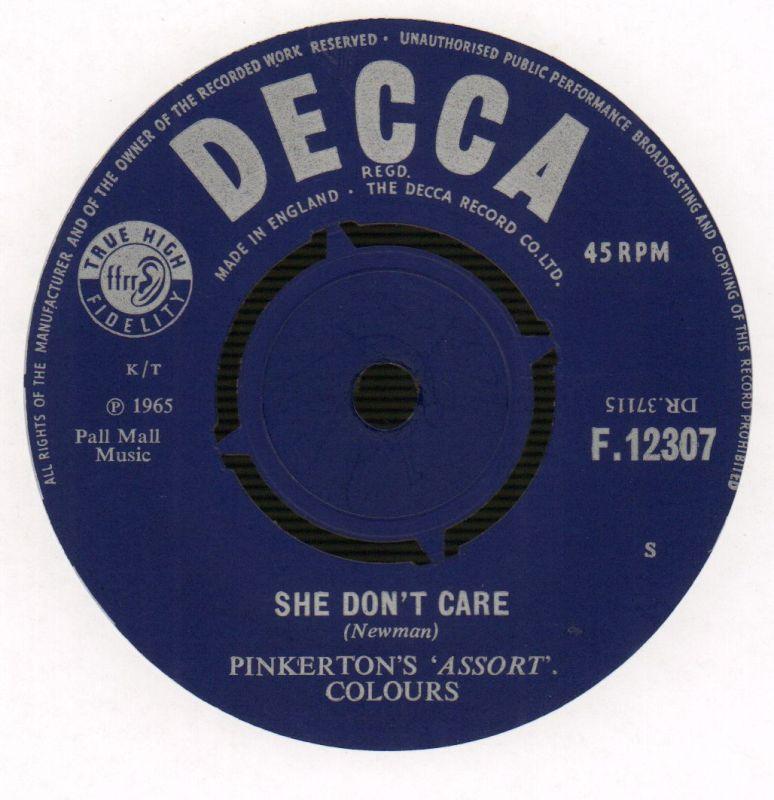 ALL RIGHTS OF THE MANUFACTURER AND OF THE OWNER OF THE RECORDED WORK RESERVED · UNAUTHORISED PUBLIC PERFORMANCE BROADCASTING AND COPYING OF THIS RECORD PROHIBITED
DECCA
REGD.
MADE IN ENGLAND · THE DECCA RECORD CO. LTD.
TRUE HIGH
ffrr
FIDELITY
45 RPM
K/T
℗ 1965
Pall Mall
Music
DR.37115
F.12307
S
SHE DON'T CARE
(Newman)
PINKERTON'S 'ASSORT'.
COLOURS